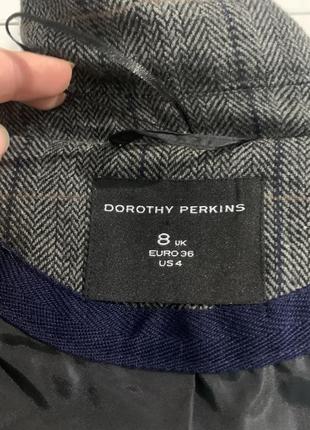 DOROTHY PERKINS
8 UK
EURO 36
US 4